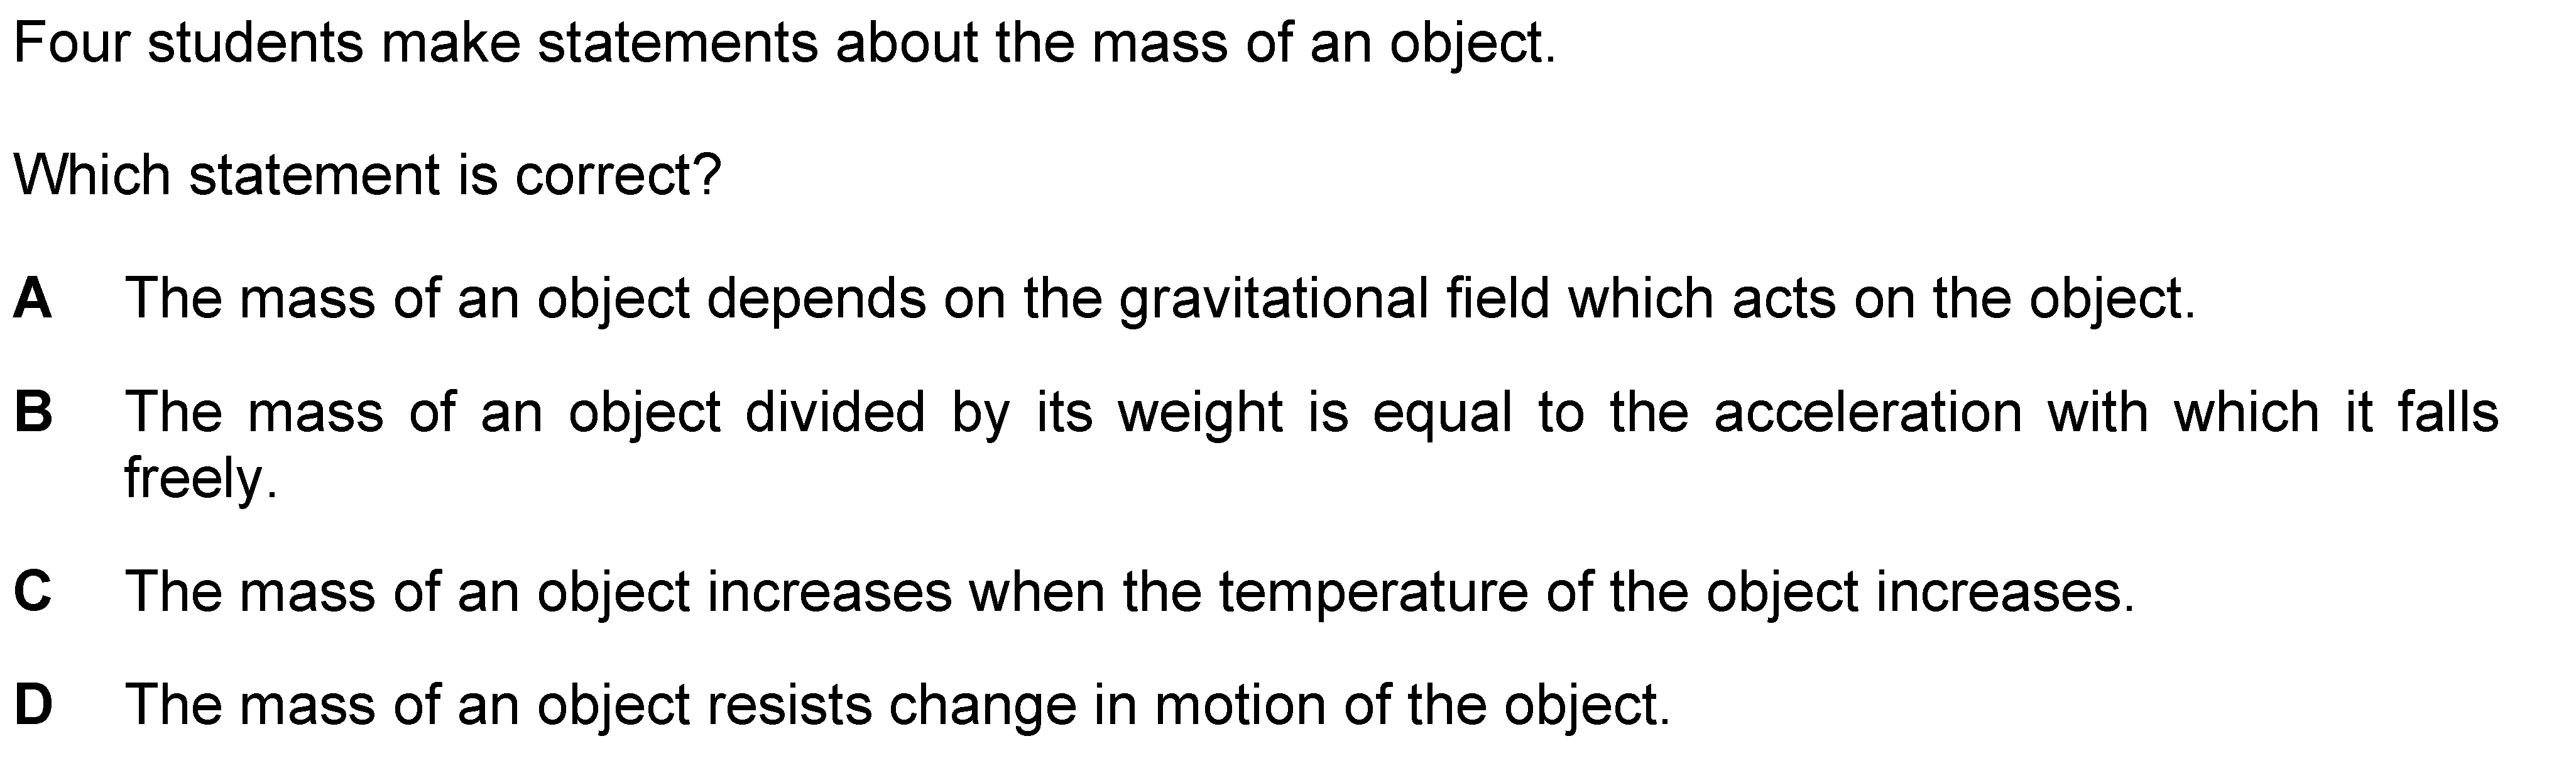 Four students make statements about the mass of an object.
Which statement is correct?
A The mass of an object depends on the gravitational field which acts on the object.
B The mass of an object divided by its weight is equal to the acceleration with which it falls
freely.
C The mass of an object increases when the temperature of the object increases.
D The mass of an object resists change in motion of the object.